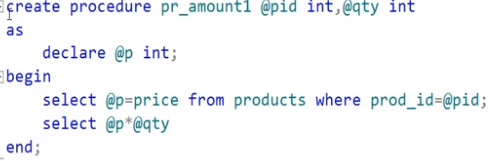 create procedure pr_amount1 @pid int,@qty int
as
declare @p int;
begin
select @p=price from products where prod_id=@pid;
select @p*@qty
end;